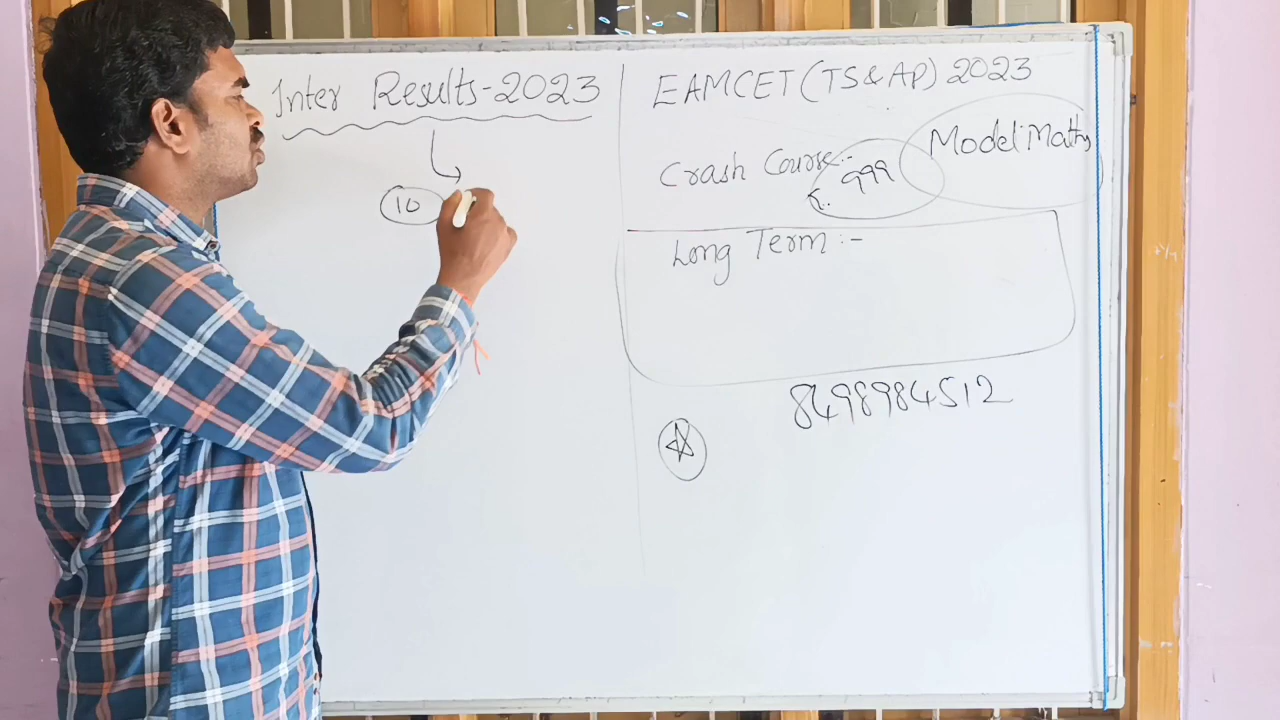 Inter Results-2023
10
EAMCET (TS & AP) 2023
Crash Course:-
999
Model Maths
Long Term :-
8498984512